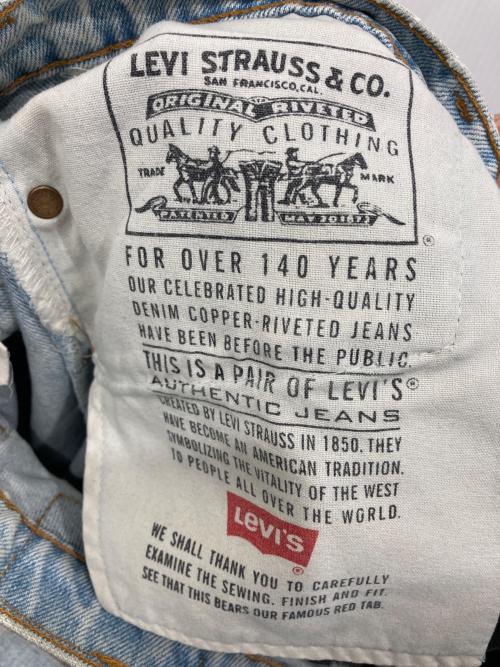 LEVI STRAUSS & CO.
SAN FRANCISCO, CAL.
ORIGINAL RIVETED
QUALITY CLOTHING
TRADE MARK
PATENTED MAY 20 1873
®
FOR OVER 140 YEARS
OUR CELEBRATED HIGH-QUALITY
DENIM COPPER-RIVETED JEANS
HAVE BEEN BEFORE THE PUBLIC.
THIS IS A PAIR OF LEVI'S®
AUTHENTIC JEANS
CREATED BY LEVI STRAUSS IN 1850. THEY
HAVE BECOME AN AMERICAN TRADITION.
SYMBOLIZING THE VITALITY OF THE WEST
TO PEOPLE ALL OVER THE WORLD.
LEVI'S
®
WE SHALL THANK YOU TO CAREFULLY
EXAMINE THE SEWING. FINISH AND FIT.
SEE THAT THIS BEARS OUR FAMOUS RED TAB.